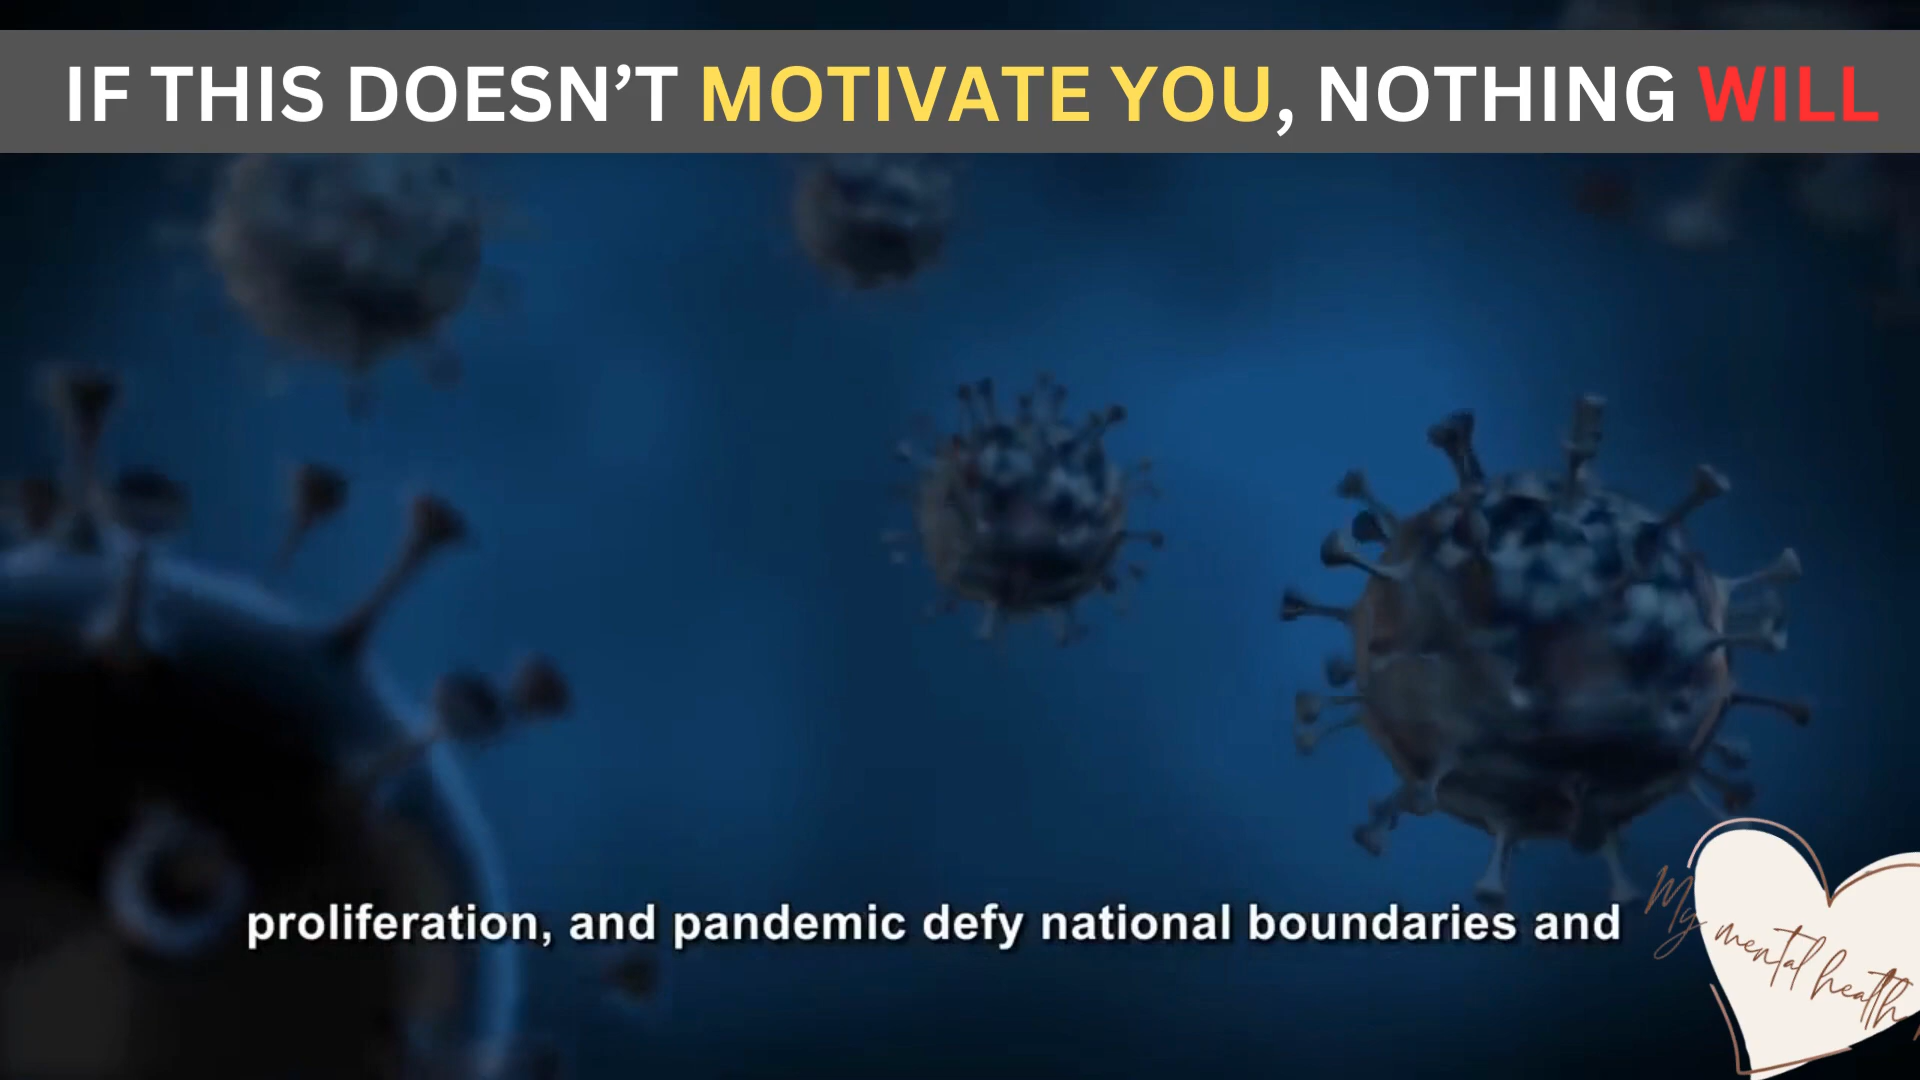 IF THIS DOESN’T MOTIVATE YOU, NOTHING WILL
proliferation, and pandemic defy national boundaries and
My mental health